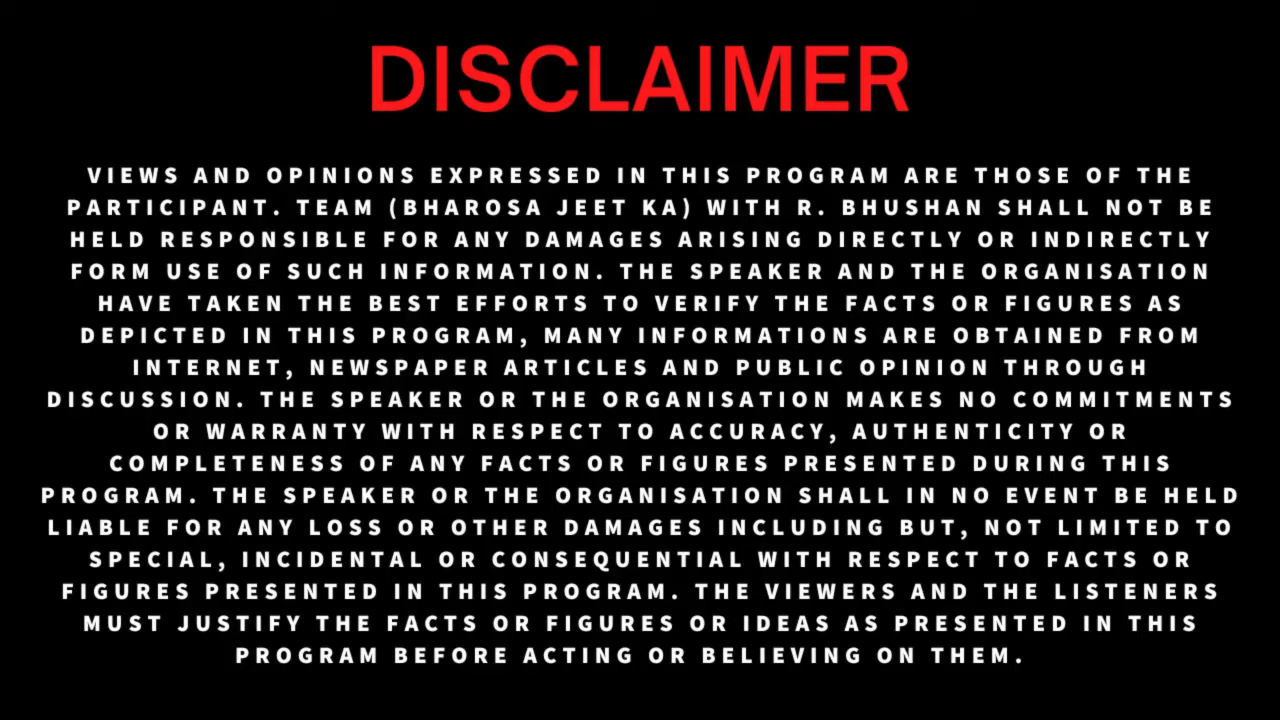 DISCLAIMER
VIEWS AND OPINIONS EXPRESSED IN THIS PROGRAM ARE THOSE OF THE
PARTICIPANT. TEAM (BHAROSA JEET KA) WITH R. BHUSHAN SHALL NOT BE
HELD RESPONSIBLE FOR ANY DAMAGES ARISING DIRECTLY OR INDIRECTLY
FORM USE OF SUCH INFORMATION. THE SPEAKER AND THE ORGANISATION
HAVE TAKEN THE BEST EFFORTS TO VERIFY THE FACTS OR FIGURES AS
DEPICTED IN THIS PROGRAM, MANY INFORMATIONS ARE OBTAINED FROM
INTERNET, NEWSPAPER ARTICLES AND PUBLIC OPINION THROUGH
DISCUSSION. THE SPEAKER OR THE ORGANISATION MAKES NO COMMITMENTS
OR WARRANTY WITH RESPECT TO ACCURACY, AUTHENTICITY OR
COMPLETENESS OF ANY FACTS OR FIGURES PRESENTED DURING THIS
PROGRAM. THE SPEAKER OR THE ORGANISATION SHALL IN NO EVENT BE HELD
LIABLE FOR ANY LOSS OR OTHER DAMAGES INCLUDING BUT, NOT LIMITED TO
SPECIAL, INCIDENTAL OR CONSEQUENTIAL WITH RESPECT TO FACTS OR
FIGURES PRESENTED IN THIS PROGRAM. THE VIEWERS AND THE LISTENERS
MUST JUSTIFY THE FACTS OR FIGURES OR IDEAS AS PRESENTED IN THIS
PROGRAM BEFORE ACTING OR BELIEVING ON THEM.